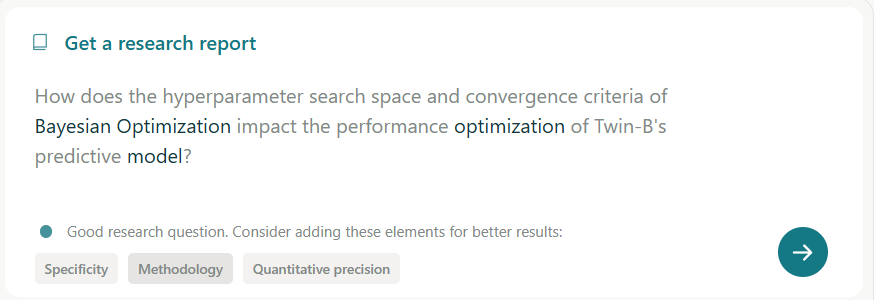 Get a research report
How does the hyperparameter search space and convergence criteria of
Bayesian Optimization impact the performance optimization of Twin-B's
predictive model?
Good research question. Consider adding these elements for better results:
Specificity Methodology Quantitative precision